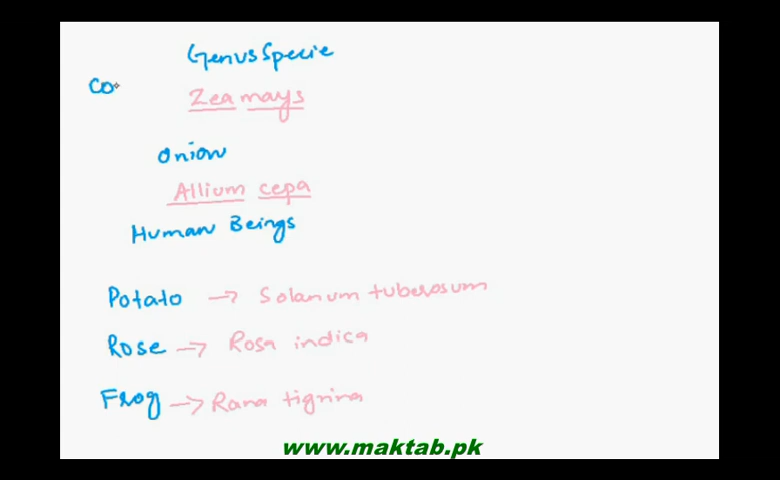 Genus Specie
Co
Zea mays
Onion
Allium cepa
Human Beings
Potato → Solanum tuberosum
Rose → Rosa indica
Frog → Rana tigrina
www.maktab.pk